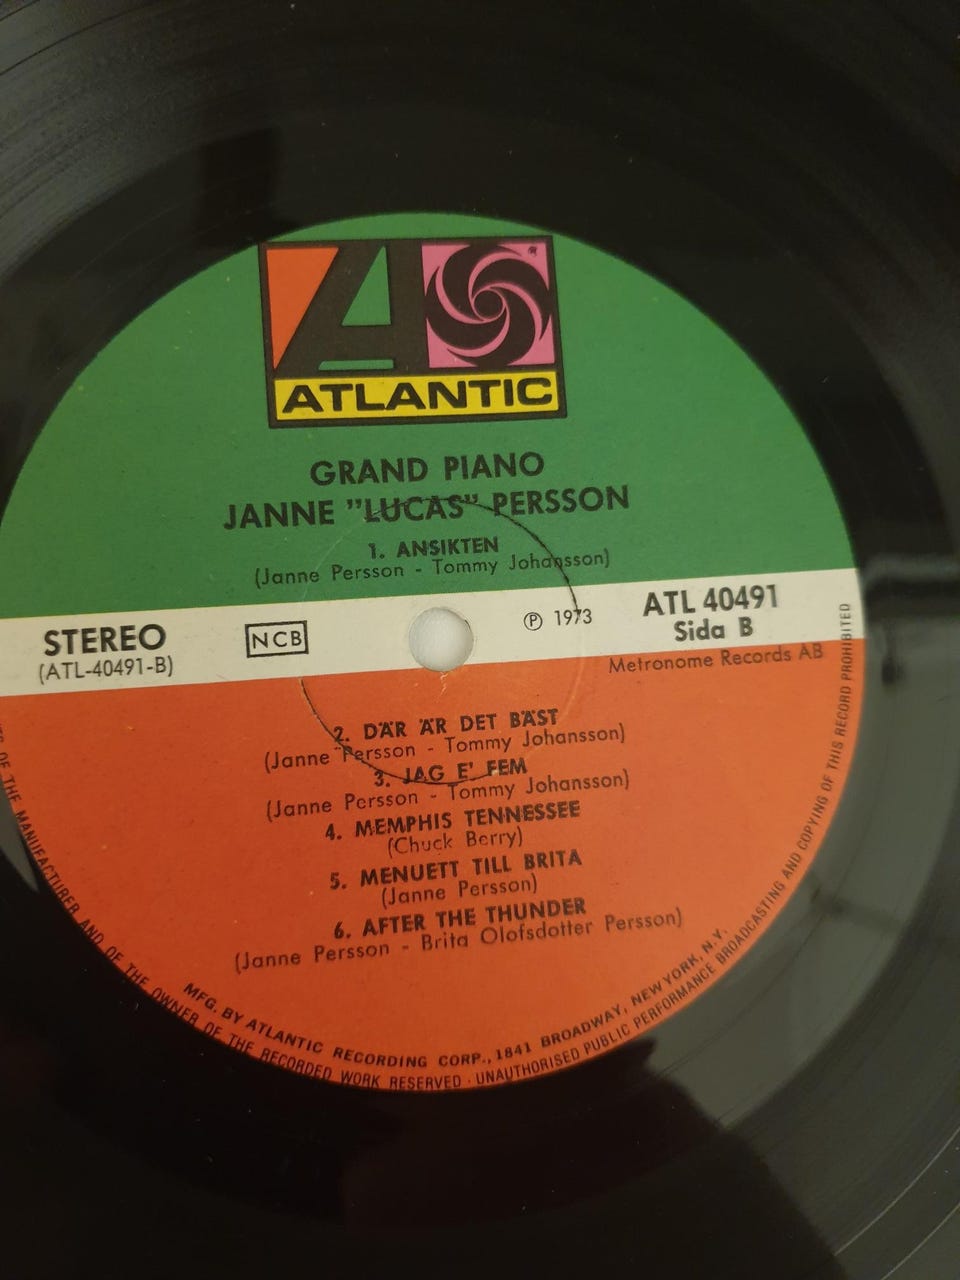 ATLANTIC
GRAND PIANO
JANNE "LUCAS" PERSSON
1. ANSIKTEN
(Janne Persson - Tommy Johansson)
STEREO
(ATL-40491-B)
NCB
℗ 1973
ATL 40491
Sida B
Metronome Records AB
2. DÄR ÄR DET BÄST
(Janne Persson - Tommy Johansson)
3. JAG E' FEM
(Janne Persson - Tommy Johansson)
4. MEMPHIS TENNESSEE
(Chuck Berry)
5. MENUETT TILL BRITA
(Janne Persson)
6. AFTER THE THUNDER
(Janne Persson - Brita Olofsdotter Persson)
MFG. BY ATLANTIC RECORDING CORP., 1841 BROADWAY, NEW YORK, N.Y.
OF THE MANUFACTURER AND OF THE OWNER OF THE RECORDED WORK RESERVED · UNAUTHORISED PUBLIC PERFORMANCE BROADCASTING AND COPYING OF THIS RECORD PROHIBITED